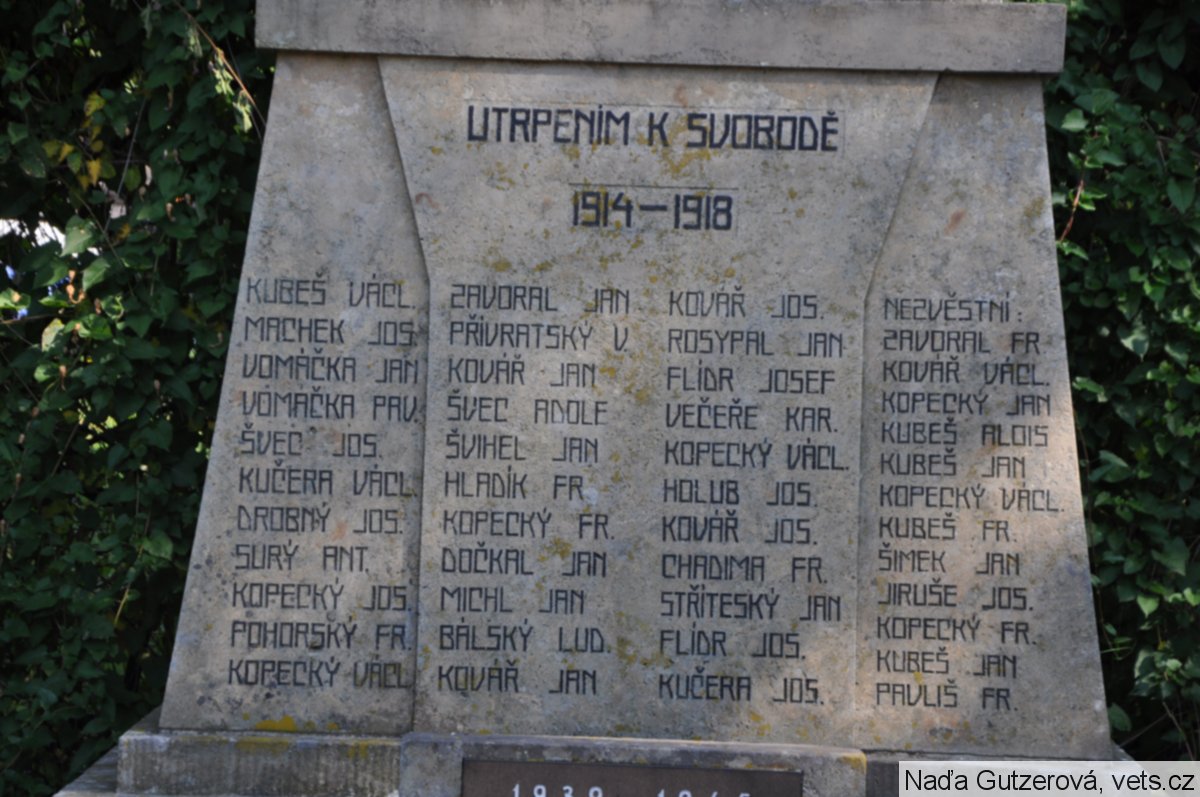 UTRPENÍM K SVOBODĚ
1914–1918
KUBEŠ VÁCL.
MACHEK JOS.
VOMÁČKA JAN
VOMÁČKA PAV.
ŠVEC JOS.
KUČERA VÁCL.
DROBNÝ JOS.
SURÝ ANT.
KOPECKÝ JOS.
POHORSKÝ FR.
KOPECKÝ VÁCL.
ZAVORAL JAN
PŘÍVRATSKÝ V.
KOVÁŘ JAN
ŠVEC ADOLF
ŠVIHEL JAN
HLADÍK FR.
KOPECKÝ FR.
DOČKAL JAN
MICHL JAN
BÁLSKÝ LUD.
KOVÁŘ JAN
KOVÁŘ JOS.
ROSYPAL JAN
FLÍDR JOSEF
VEČEŘE KAR.
KOPECKÝ VÁCL.
HOLUB JOS.
KOVÁŘ JOS.
CHADIMA FR.
STŘÍTESKÝ JAN
FLÍDR JOS.
KUČERA JOS.
NEZVĚSTNÍ:
ZAVORAL FR.
KOVÁŘ VÁCL.
KOPECKÝ JAN
KUBEŠ ALOIS
KUBEŠ JAN
KOPECKÝ VÁCL.
KUBEŠ FR.
ŠIMEK JAN
JIRUŠE JOS.
KOPECKÝ FR.
KUBEŠ JAN
PAVLIŠ FR.
1939 – 1945
Naďa Gutzerová, vets.cz